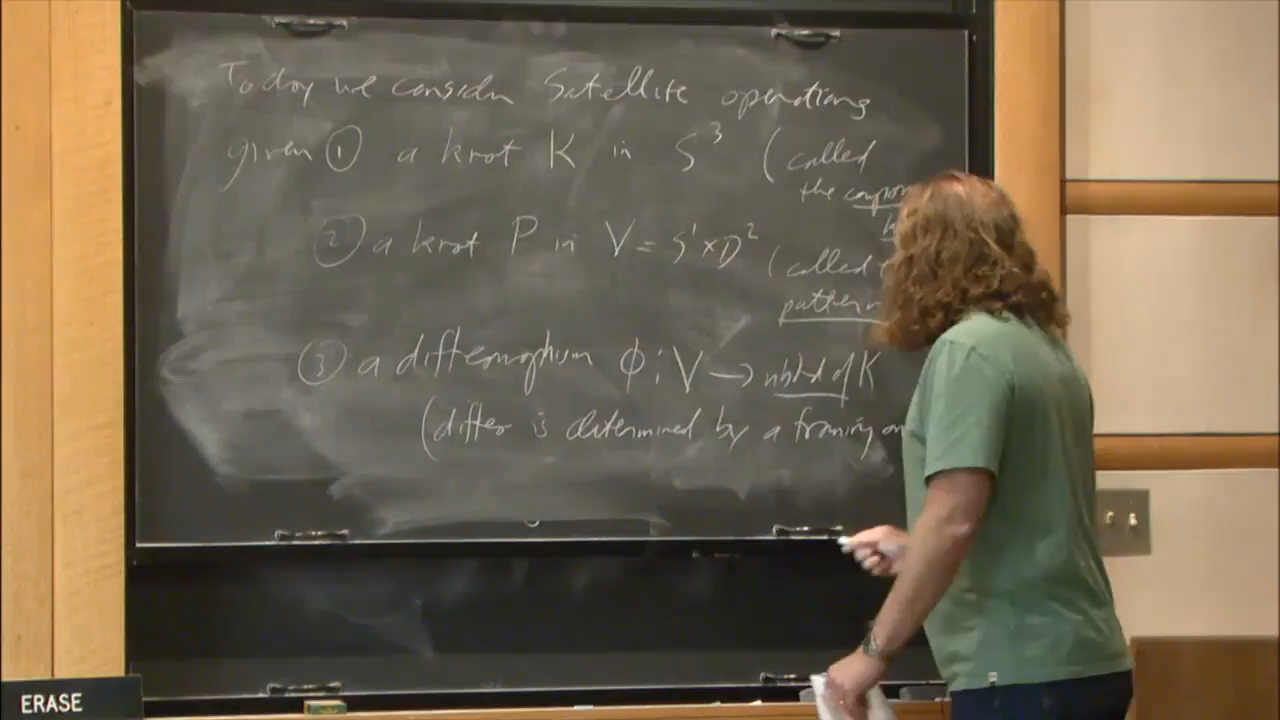 Today we consider Satellite operations
given ① a knot K in S³ (called
the
② a knot P in V = S¹×D² (called
pattern
③ a diffeomorphism ϕ : V → nbhd of K
(diffeo is determined by a framing on
ERASE